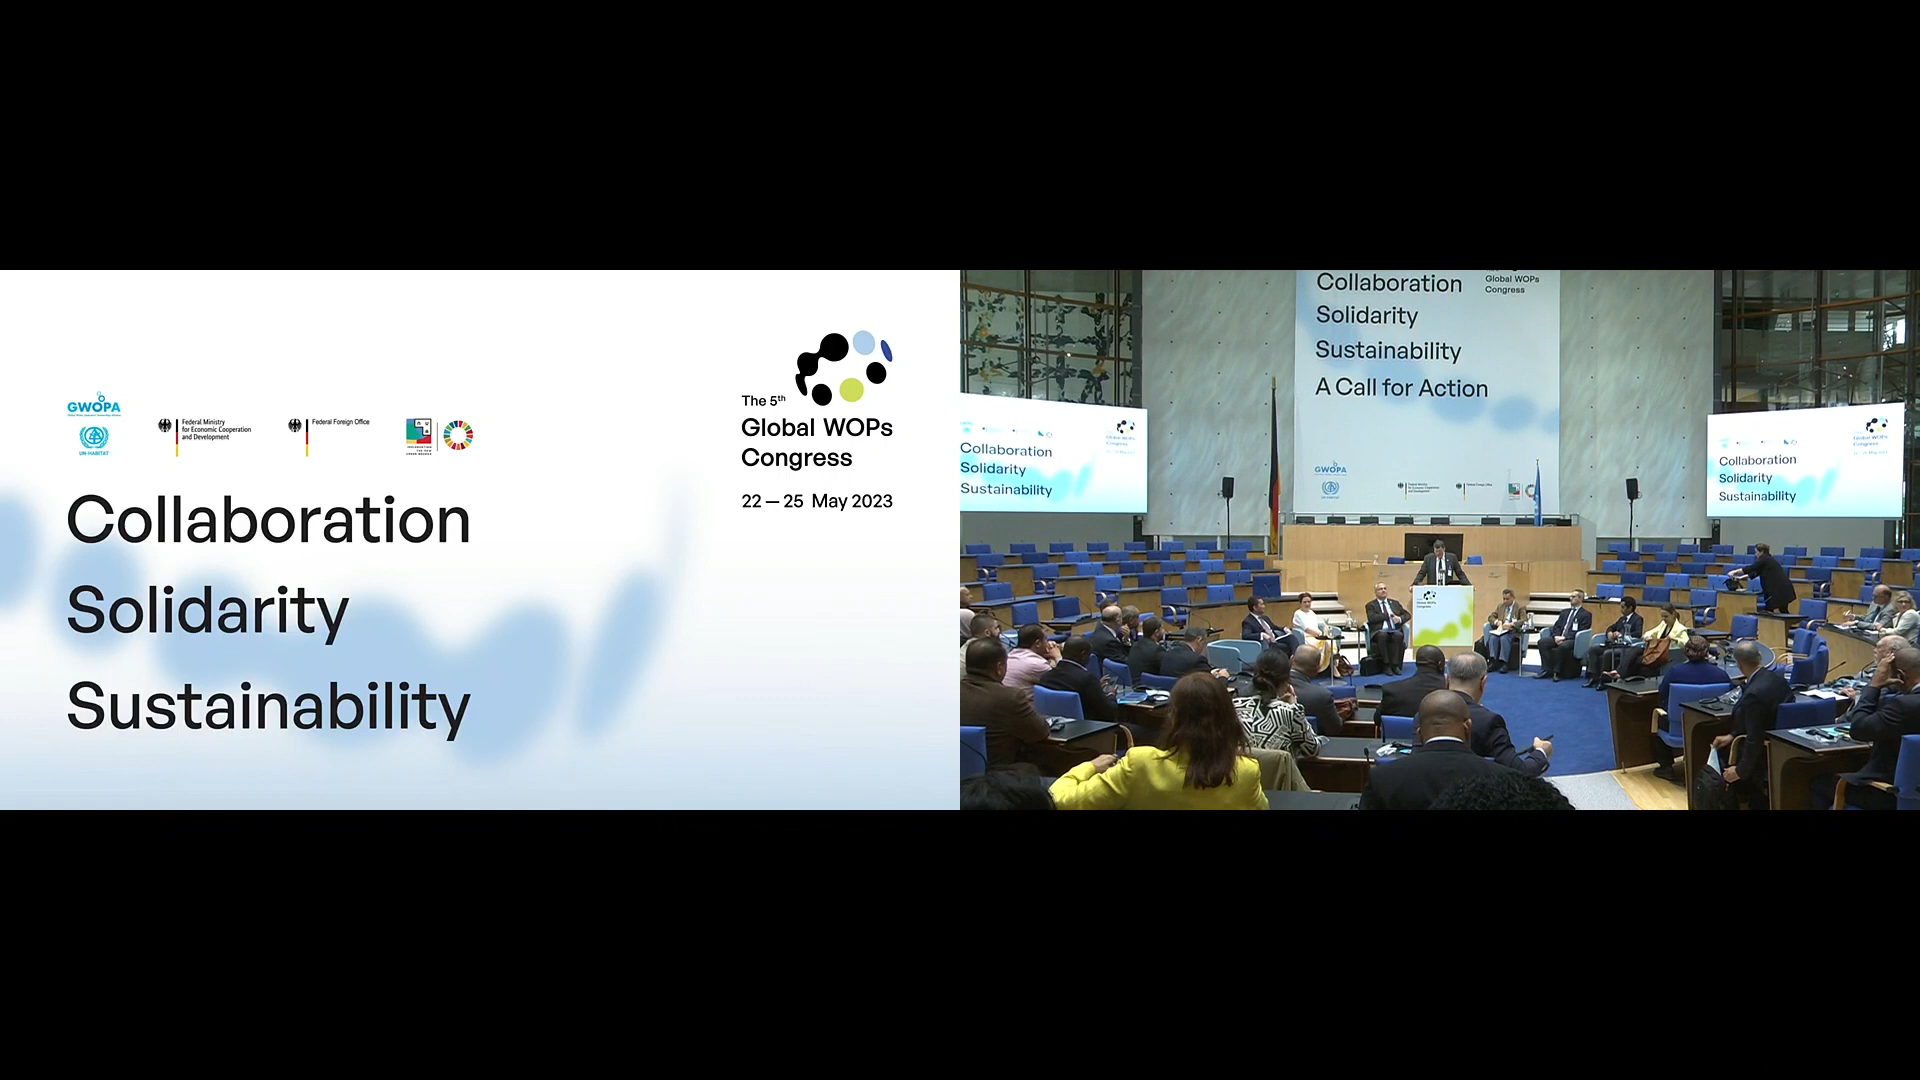 GWOPA
UN-HABITAT
Federal Ministry
for Economic Cooperation
and Development
Federal Foreign Office
The 5th
Global WOPs
Congress
22 — 25 May 2023
Collaboration
Solidarity
Sustainability
Global WOPs
Congress
Collaboration
Solidarity
Sustainability
A Call for Action
GWOPA
Collaboration
Solidarity
Sustainability
Collaboration
Solidarity
Sustainability